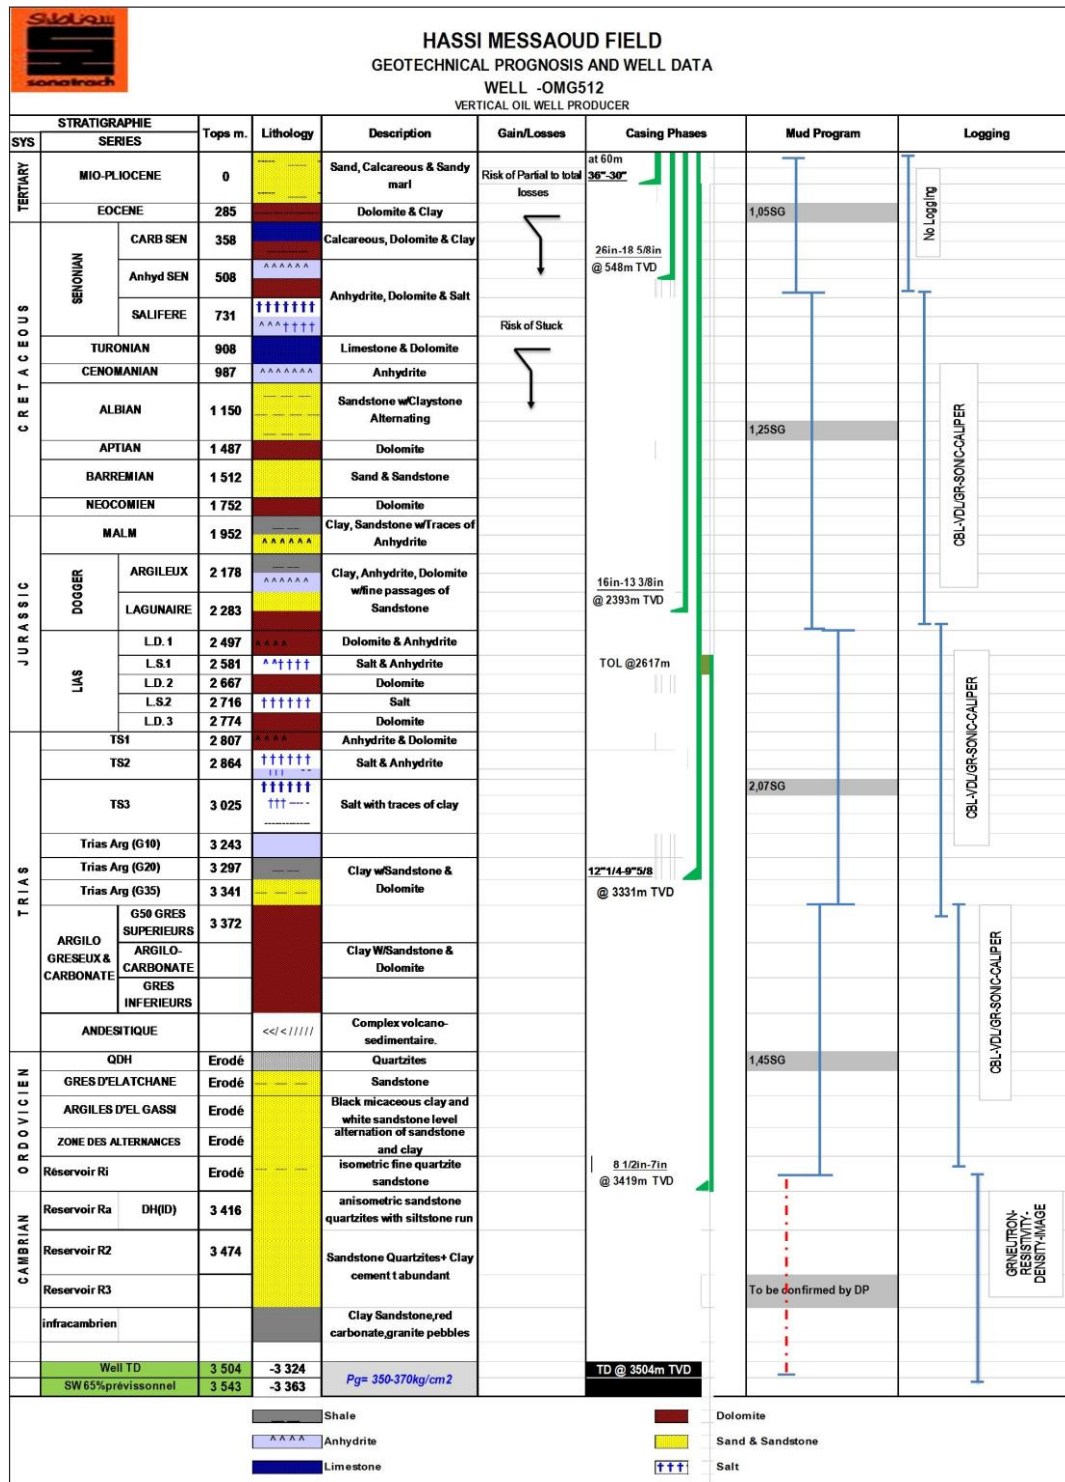 سوناطراك
sonatrach
HASSI MESSAOUD FIELD
GEOTECHNICAL PROGNOSIS AND WELL DATA
WELL -OMG512
VERTICAL OIL WELL PRODUCER
STRATIGRAPHIE
SYS SERIES Tops m. Lithology Description Gain/Losses Casing Phases Mud Program Logging
TERTIARY
MIO-PLIOCENE 0 Sand, Calcareous & Sandy marl
Risk of Partial to total losses
at 60m
36"-30"
No Logging
EOCENE 285 Dolomite & Clay
1,05SG
CRETACEOUS
SENONIAN
CARB SEN 358 Calcareous, Dolomite & Clay
26in-18 5/8in
@ 548m TVD
Anhyd SEN 508
Anhydrite, Dolomite & Salt
SALIFERE 731
Risk of Stuck
TURONIAN 908 Limestone & Dolomite
CENOMANIAN 987 Anhydrite
ALBIAN 1 150 Sandstone w/Claystone Alternating
1,25SG
CBL-VDL/GR-SONIC-CALIPER
APTIAN 1 487 Dolomite
BARREMIAN 1 512 Sand & Sandstone
NEOCOMIEN 1 752 Dolomite
JURASSIC
MALM 1 952 Clay, Sandstone w/Traces of Anhydrite
DOGGER
ARGILEUX 2 178
Clay, Anhydrite, Dolomite w/fine passages of Sandstone
16in-13 3/8in
@ 2393m TVD
LAGUNAIRE 2 283
LIAS
L.D. 1 2 497 Dolomite & Anhydrite
L.S.1 2 581 Salt & Anhydrite
TOL @2617m
L.D. 2 2 667 Dolomite
L.S.2 2 716 Salt
L.D. 3 2 774 Dolomite
CBL-VDL/GR-SONIC-CALIPER
TRIAS
TS1 2 807 Anhydrite & Dolomite
TS2 2 864 Salt & Anhydrite
TS3 3 025 Salt with traces of clay
2,07SG
Trias Arg (G10) 3 243
Trias Arg (G20) 3 297
Clay w/Sandstone & Dolomite
12"1/4-9"5/8
@ 3331m TVD
Trias Arg (G35) 3 341
ARGILO GRESEUX & CARBONATE
G50 GRES SUPERIEURS 3 372
ARGILO-CARBONATE
Clay W/Sandstone & Dolomite
GRES INFERIEURS
CBL-VDL/GR-SONIC-CALIPER
ANDESITIQUE Complex volcano-sedimentaire.
ORDOVICIEN
QDH Erodé Quartzites
1,45SG
GRES D'ELATCHANE Erodé Sandstone
ARGILES D'EL GASSI Erodé Black micaceous clay and white sandstone level
ZONE DES ALTERNANCES Erodé alternation of sandstone and clay
Réservoir Ri Erodé isometric fine quartzite sandstone
8 1/2in-7in
@ 3419m TVD
CAMBRIAN
Reservoir Ra DH(ID) 3 416 anisometric sandstone quartzites with siltstone run
Reservoir R2 3 474
Sandstone Quartzites+ Clay cement t abundant
GRNEUTRON-RESISTIVITY-DENSITY-IMAGE
Reservoir R3
To be confirmed by DP
infracambrien Clay Sandstone,red carbonate,granite pebbles
Well TD 3 504 -3 324
Pg= 350-370kg/cm2
TD @ 3504m TVD
SW 65%prévissonnel 3 543 -3 363
Shale Dolomite
Anhydrite Sand & Sandstone
Limestone Salt